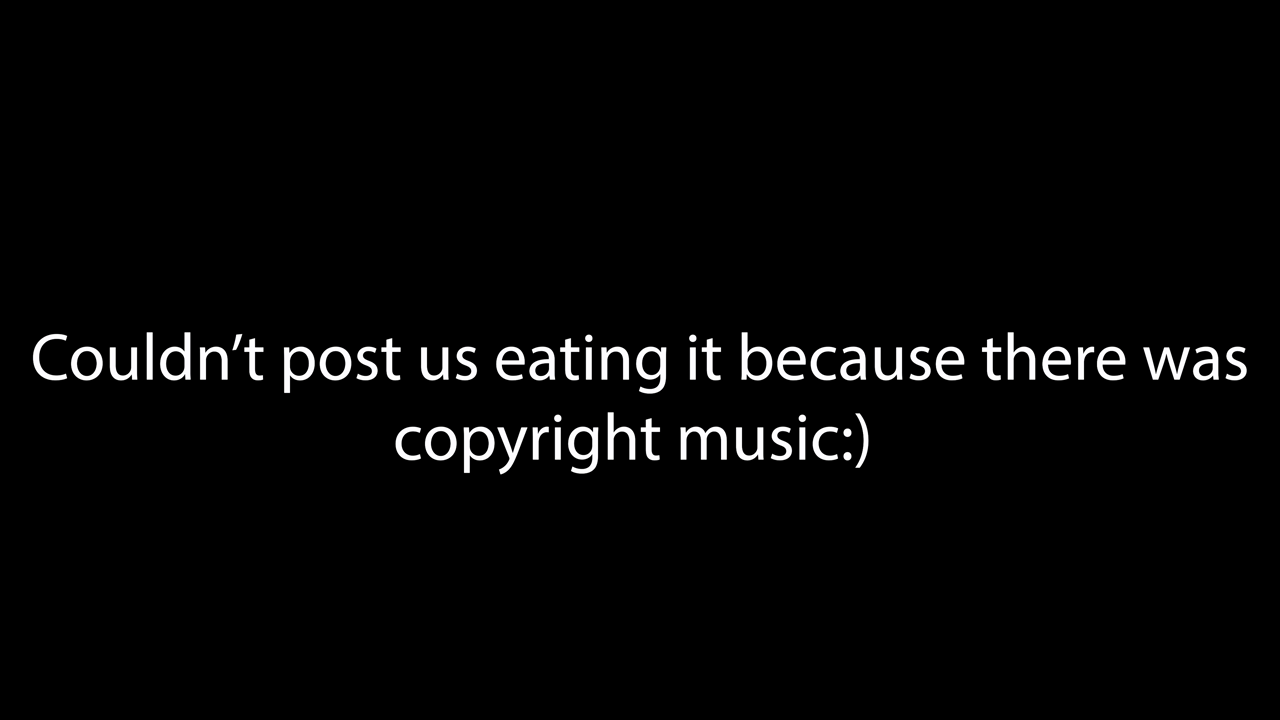 Couldn’t post us eating it because there was
copyright music:)